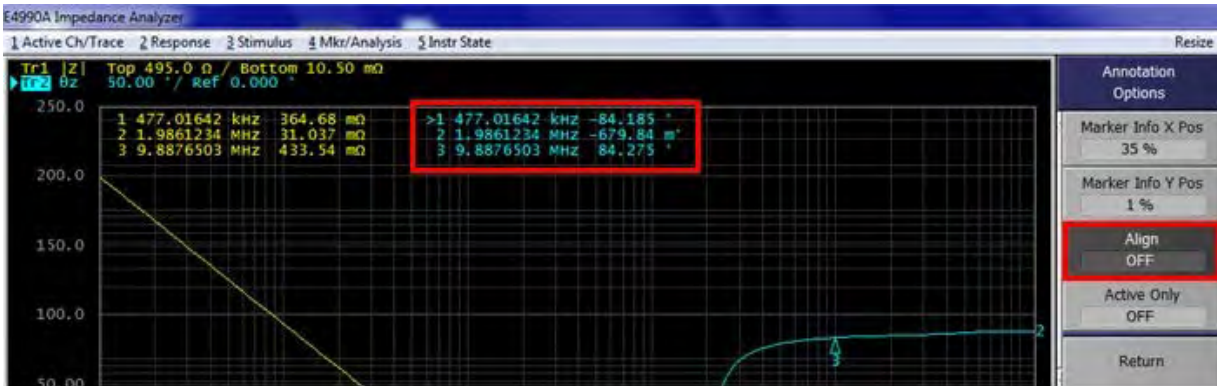 E4990A Impedance Analyzer
1 Active Ch/Trace 2 Response 3 Stimulus 4 Mkr/Analysis 5 Instr State Resize
Tr1 |Z| Top 495.0 Ω / Bottom 10.50 mΩ
Tr2 θz 50.00 °/ Ref 0.000 °
250.0
1 477.01642 kHz 364.68 mΩ
2 1.9861234 MHz 31.037 mΩ
3 9.8876503 MHz 433.54 mΩ
>1 477.01642 kHz -84.185 °
2 1.9861234 MHz -679.84 m°
3 9.8876503 MHz 84.275 °
200.0
150.0
100.0
50.00
2
3
Annotation
Options
Marker Info X Pos
35 %
Marker Info Y Pos
1 %
Align
OFF
Active Only
OFF
Return